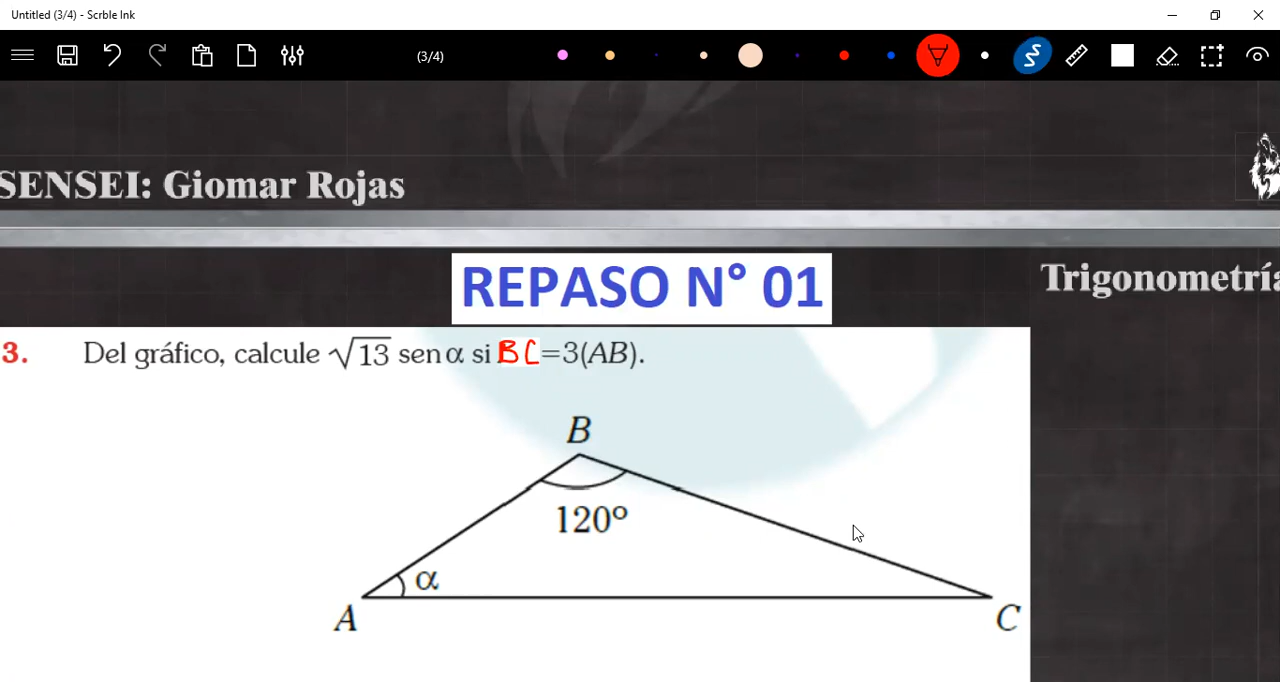 Untitled (3/4) - Scrble Ink
(3/4)
SENSEI: Giomar Rojas
REPASO N° 01
Trigonometría
3. Del gráfico, calcule √13 sen α si BC=3(AB).
B
120º
α
A
C